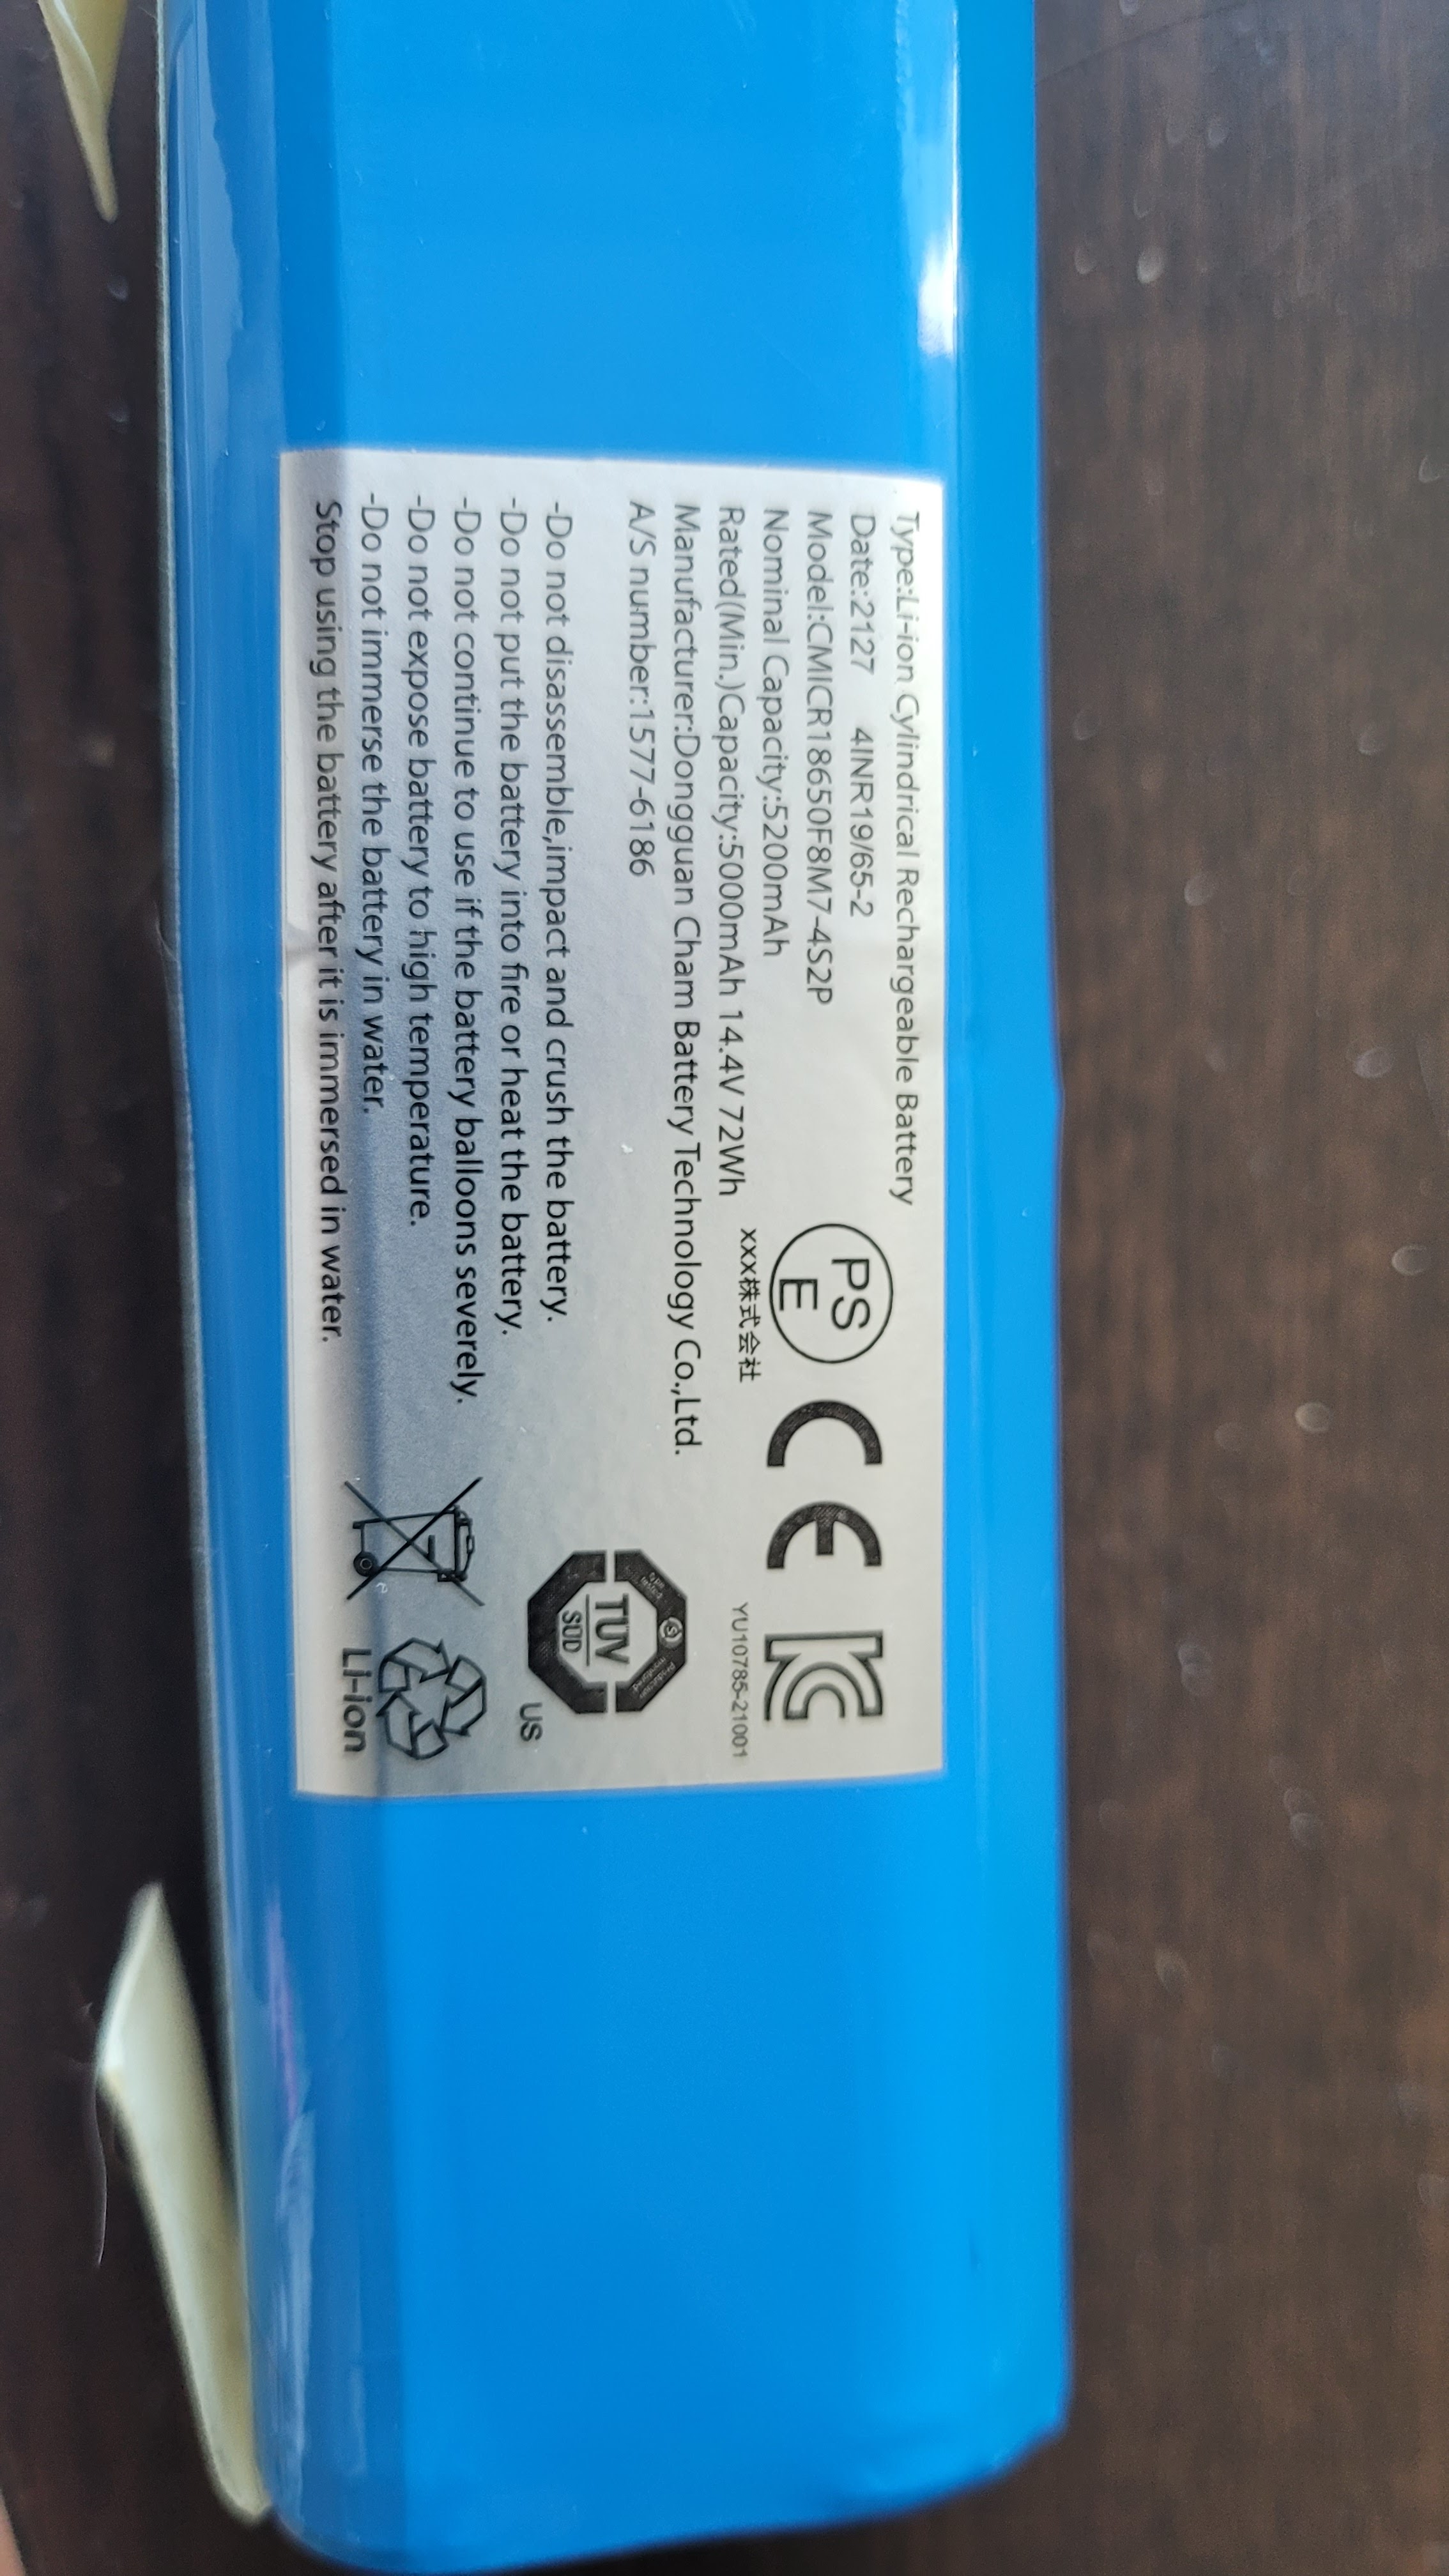 Type:Li-ion Cylindrical Rechargeable Battery
Date:2127 4INR19/65-2
Model:CMICR18650F8M7-4S2P
Nominal Capacity:5200mAh
Rated(Min.)Capacity:5000mAh 14.4V 72Wh
Manufacturer:Dongguan Cham Battery Technology Co.,Ltd.
A/S number:1577-6186
PS
E
xxx株式会社
CE
KC
YU10785-21001
-Do not disassemble,impact and crush the battery.
-Do not put the battery into fire or heat the battery.
-Do not continue to use if the battery balloons severely.
-Do not expose battery to high temperature.
-Do not immerse the battery in water.
Stop using the battery after it is immersed in water.
TÜV
SÜD
US
Li-ion